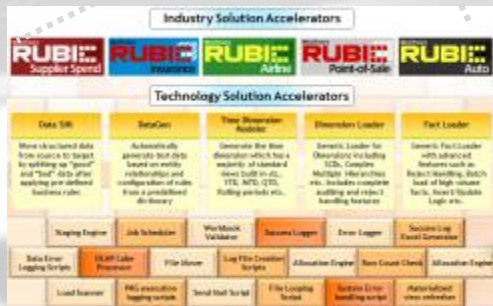 Industry Solution Accelerators
RUBIC
Supplier Spend
RUBIC
Insurance
RUBIC
Airline
RUBIC
Point-of-Sale
RUBIC
Auto
Technology Solution Accelerators
Data Sift
Move structured data
from source to target
by splitting up "good"
and "bad" data after
applying pre defined
business rules
DataGen
Automatically
generate test data
based on entity
relationships and
configuration of rules
from a predefined
dictionary
Time Dimension
Modeler
Generate the time
dimension which has a
majority of standard
views built in
YTD, MTD, QTD,
Rolling periods etc.
Dimension Loader
Generic Loader for
Dimensions including
SCDs, Complex
Multiple Hierarchies
etc. Includes complete
auditing and reject
handling features
Fact Loader
Generic Fact Loader
with advanced
features such as
Reject Handling, Batch
load of high volume
facts, Insert Update
Logic etc.
Staging Engine
Job Scheduler
Workbook
Validator
Success Logger
Error Logger
Success Log
Excel Generator
Data Error
Logging Scripts
OLAP Cube
Processor
File Mover
Log File Creation
Scripts
Allocation Engine
Row Count Check
Allocation Engine
Load Scanner
PKG execution
logging scripts
Send Mail Script
File Looping
Script
System Error
handling script
Materialized
view refresher